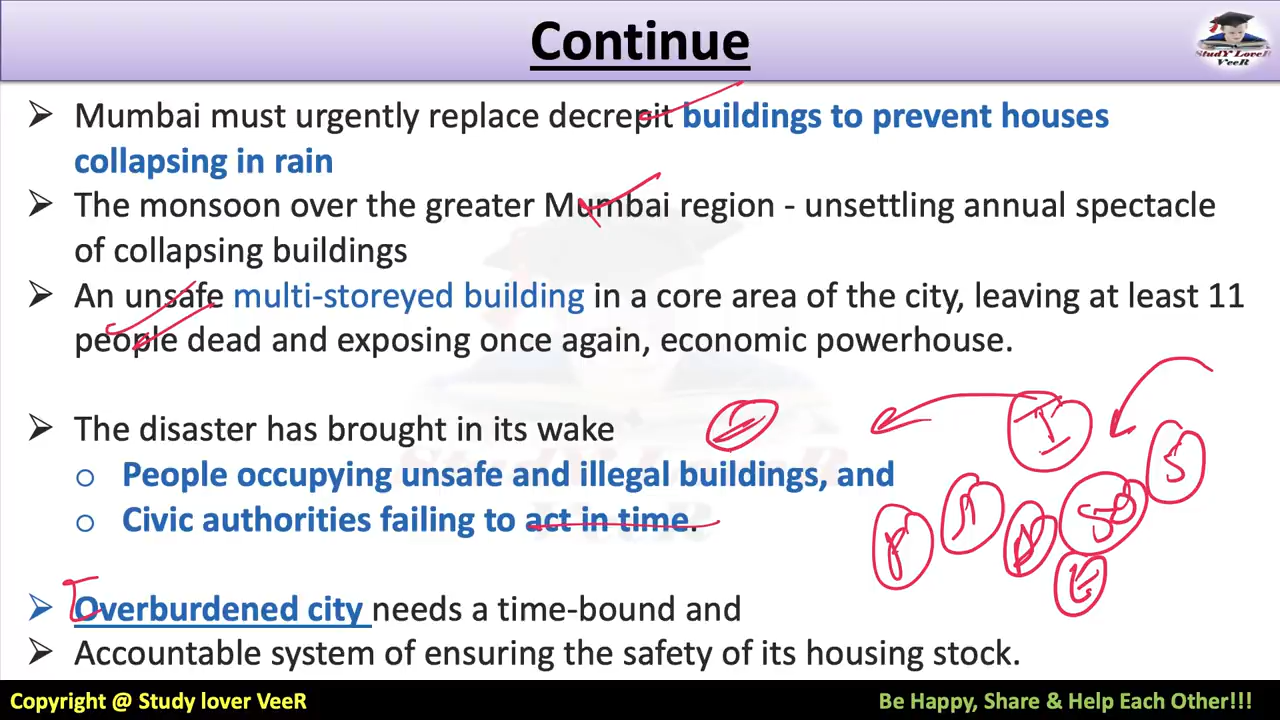 Continue
StudY LoveR
VeeR
➢ Mumbai must urgently replace decrepit buildings to prevent houses
collapsing in rain
➢ The monsoon over the greater Mumbai region - unsettling annual spectacle
of collapsing buildings
➢ An unsafe multi-storeyed building in a core area of the city, leaving at least 11
people dead and exposing once again, economic powerhouse.
➢ The disaster has brought in its wake
o People occupying unsafe and illegal buildings, and
o Civic authorities failing to act in time.
➢ Overburdened city needs a time-bound and
➢ Accountable system of ensuring the safety of its housing stock.
Copyright @ Study lover VeeR
Be Happy, Share & Help Each Other!!!